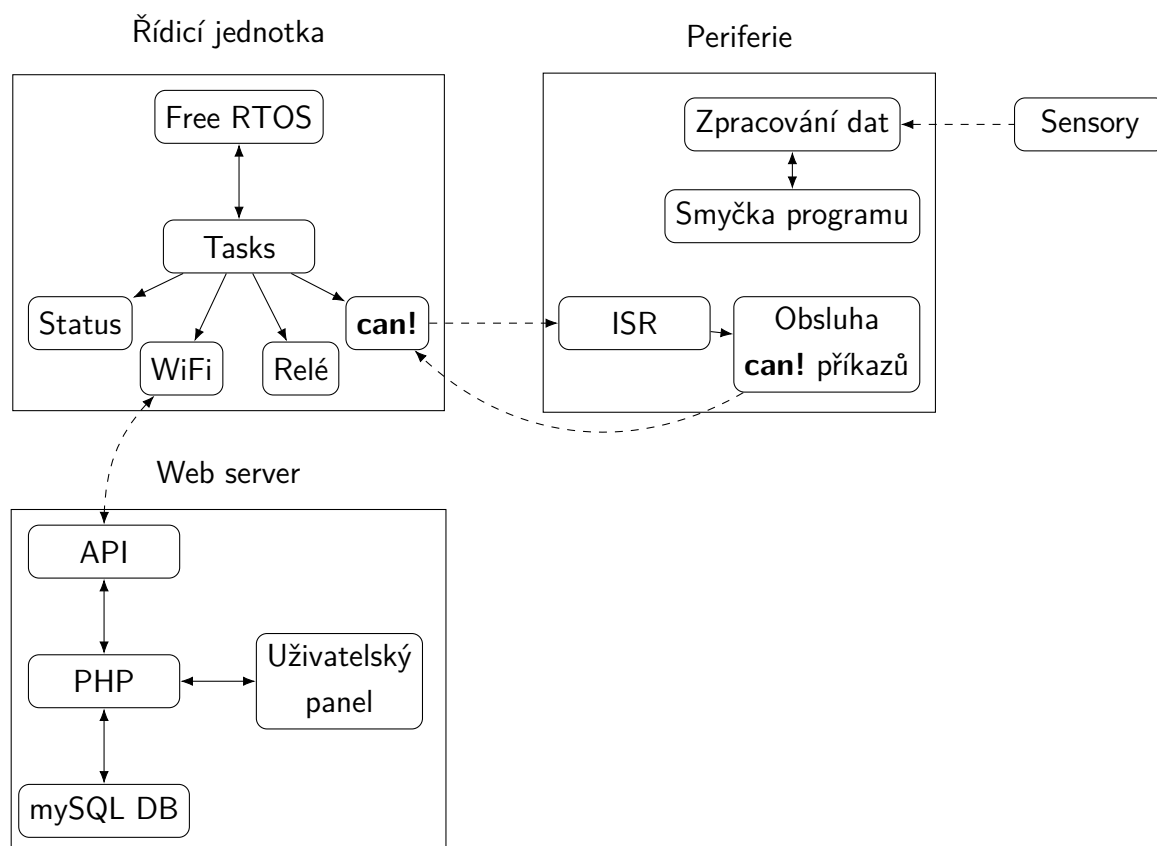 Řídicí jednotka
Free RTOS
Tasks
Status
can!
WiFi
Relé
Periferie
Zpracování dat
Smyčka programu
ISR
Obsluha
can! příkazů
Sensory
Web server
API
PHP
Uživatelský
panel
mySQL DB